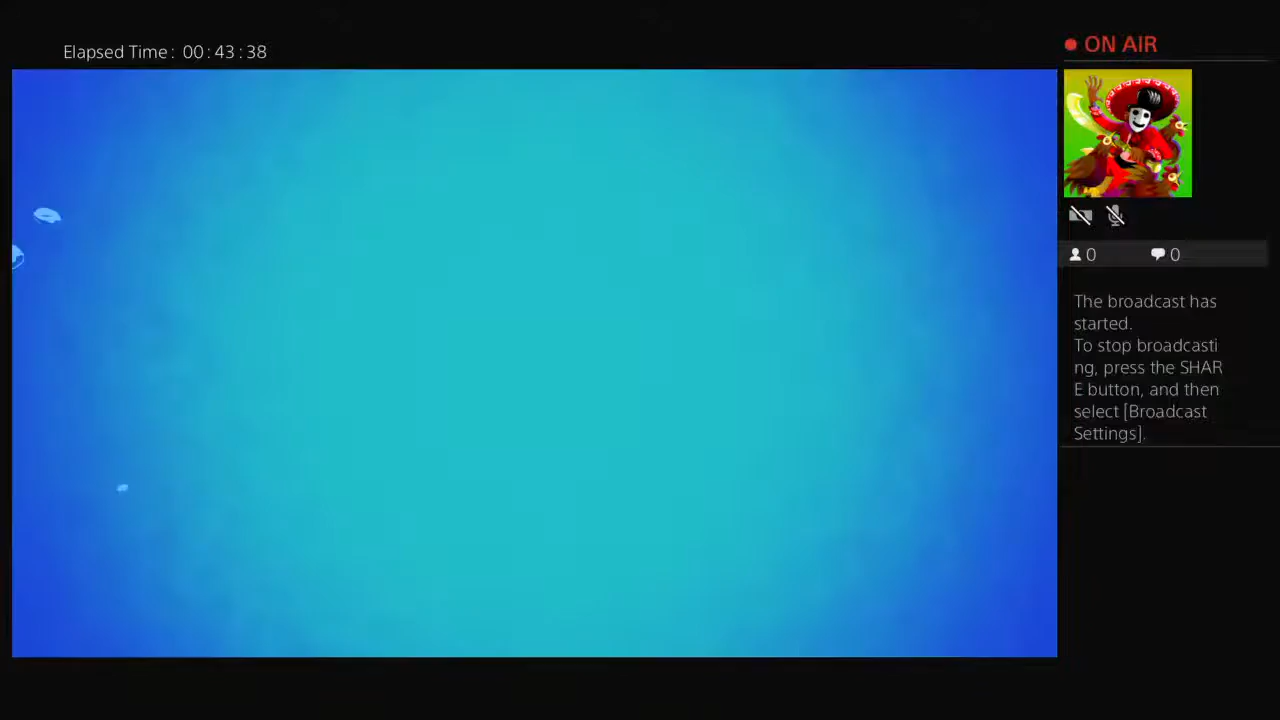 Elapsed Time: 00:43:38
ON AIR
0 0
The broadcast has
started.
To stop broadcasti
ng, press the SHAR
E button, and then
select [Broadcast
Settings].